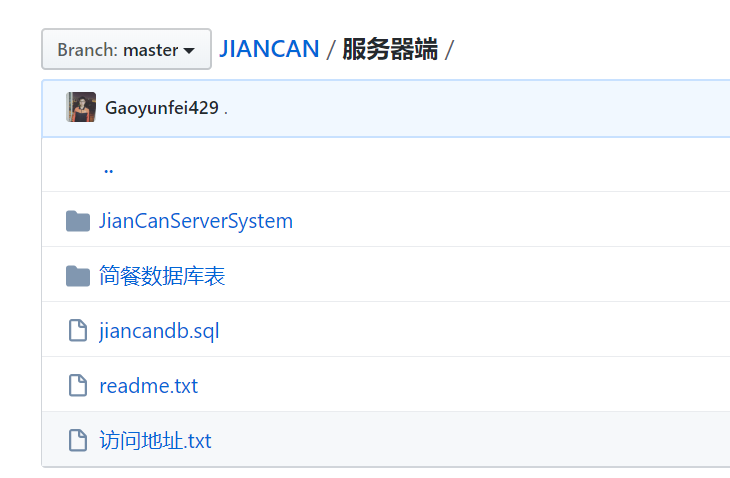 Branch: master JIANCAN / 服务器端 /
Gaoyunfei429 .
..
JianCanServerSystem
简餐数据库表
jiancandb.sql
readme.txt
访问地址.txt